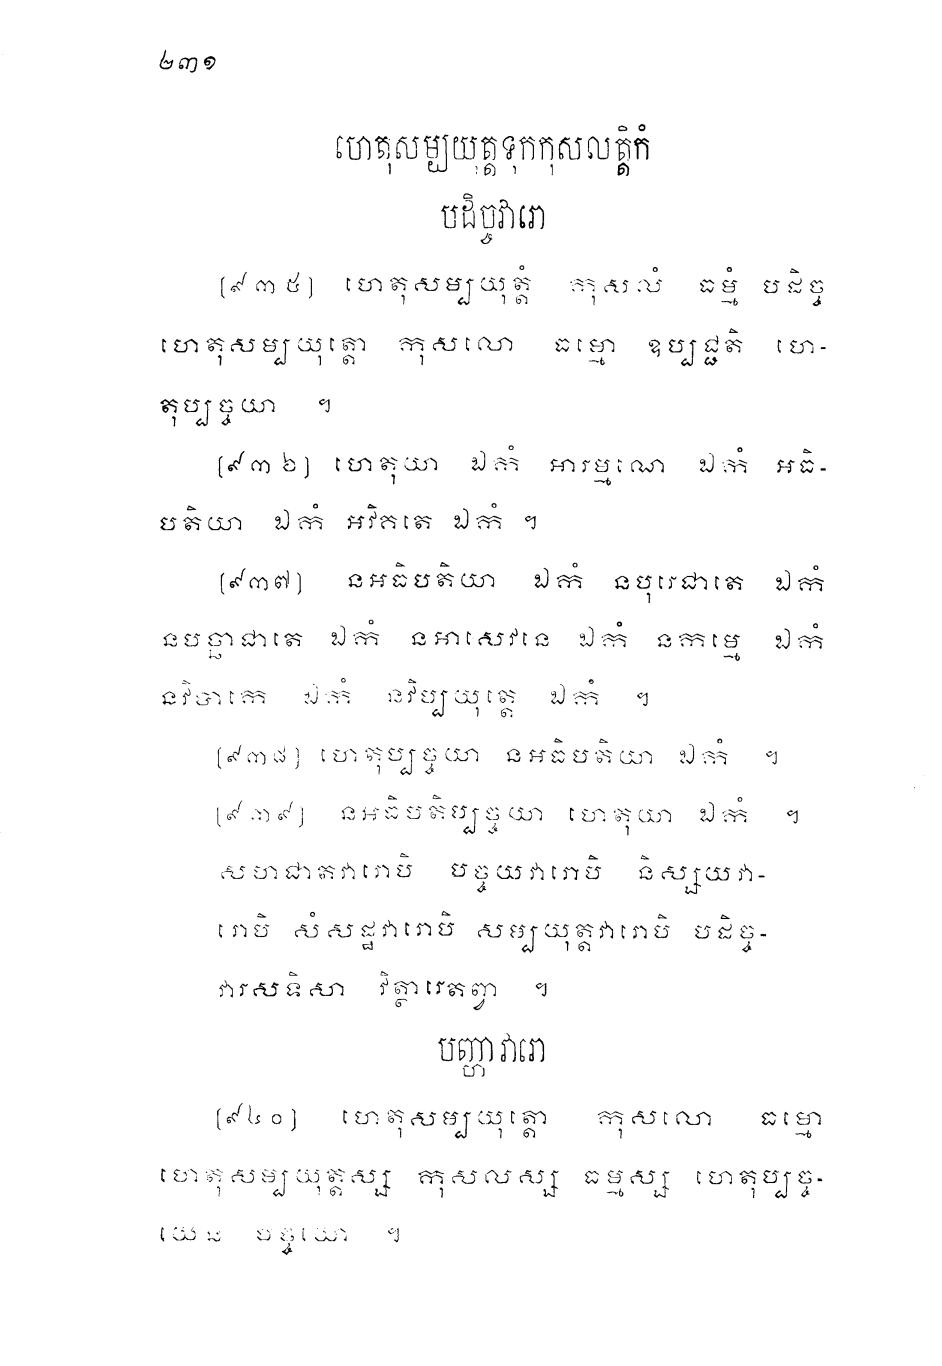 ២៣១
ហេតុសម្បយុត្តទុកកុសលត្តិកំ
បដិច្ចវារោ
[៩៣៥] ហេតុសម្បយុត្តំ កុសលំ ធម្មំ បដិច្ច
ហេតុសម្បយុត្តោ កុសលោ ធម្មោ ឧប្បជ្ជតិ ហេ-
តុប្បច្ចយា ។
[៩៣៦] ហេតុយា ឯកំ អារម្មណេ ឯកំ អធិ-
បតិយា ឯកំ អវិគតេ ឯកំ ។
[៩៣៧] នអធិបតិយា ឯកំ នបុរេជាតេ ឯកំ
នបច្ឆាជាតេ ឯកំ នអាសេវនេ ឯកំ នកម្មេ ឯកំ
នវិបាកេ ឯកំ នវិប្បយុត្តេ ឯកំ ។
[៩៣៨] ហេតុប្បច្ចយា នអធិបតិយា ឯកំ ។
[៩៣៩] នអធិបតិប្បច្ចយា ហេតុយា ឯកំ ។
សហជាតវារោបិ បច្ចយវារោបិ និស្សយវា-
រោបិ សំសដ្ឋវារោបិ សម្បយុត្តវារោបិ បដិច្ច-
វារសទិសា វិត្ថារេតព្វា ។
បញ្ហាវារោ
[៩៤០] ហេតុសម្បយុត្តោ កុសលោ ធម្មោ
ហេតុសម្បយុត្តស្ស កុសលស្ស ធម្មស្ស ហេតុប្បច្ច-
យេន បច្ចយោ ។